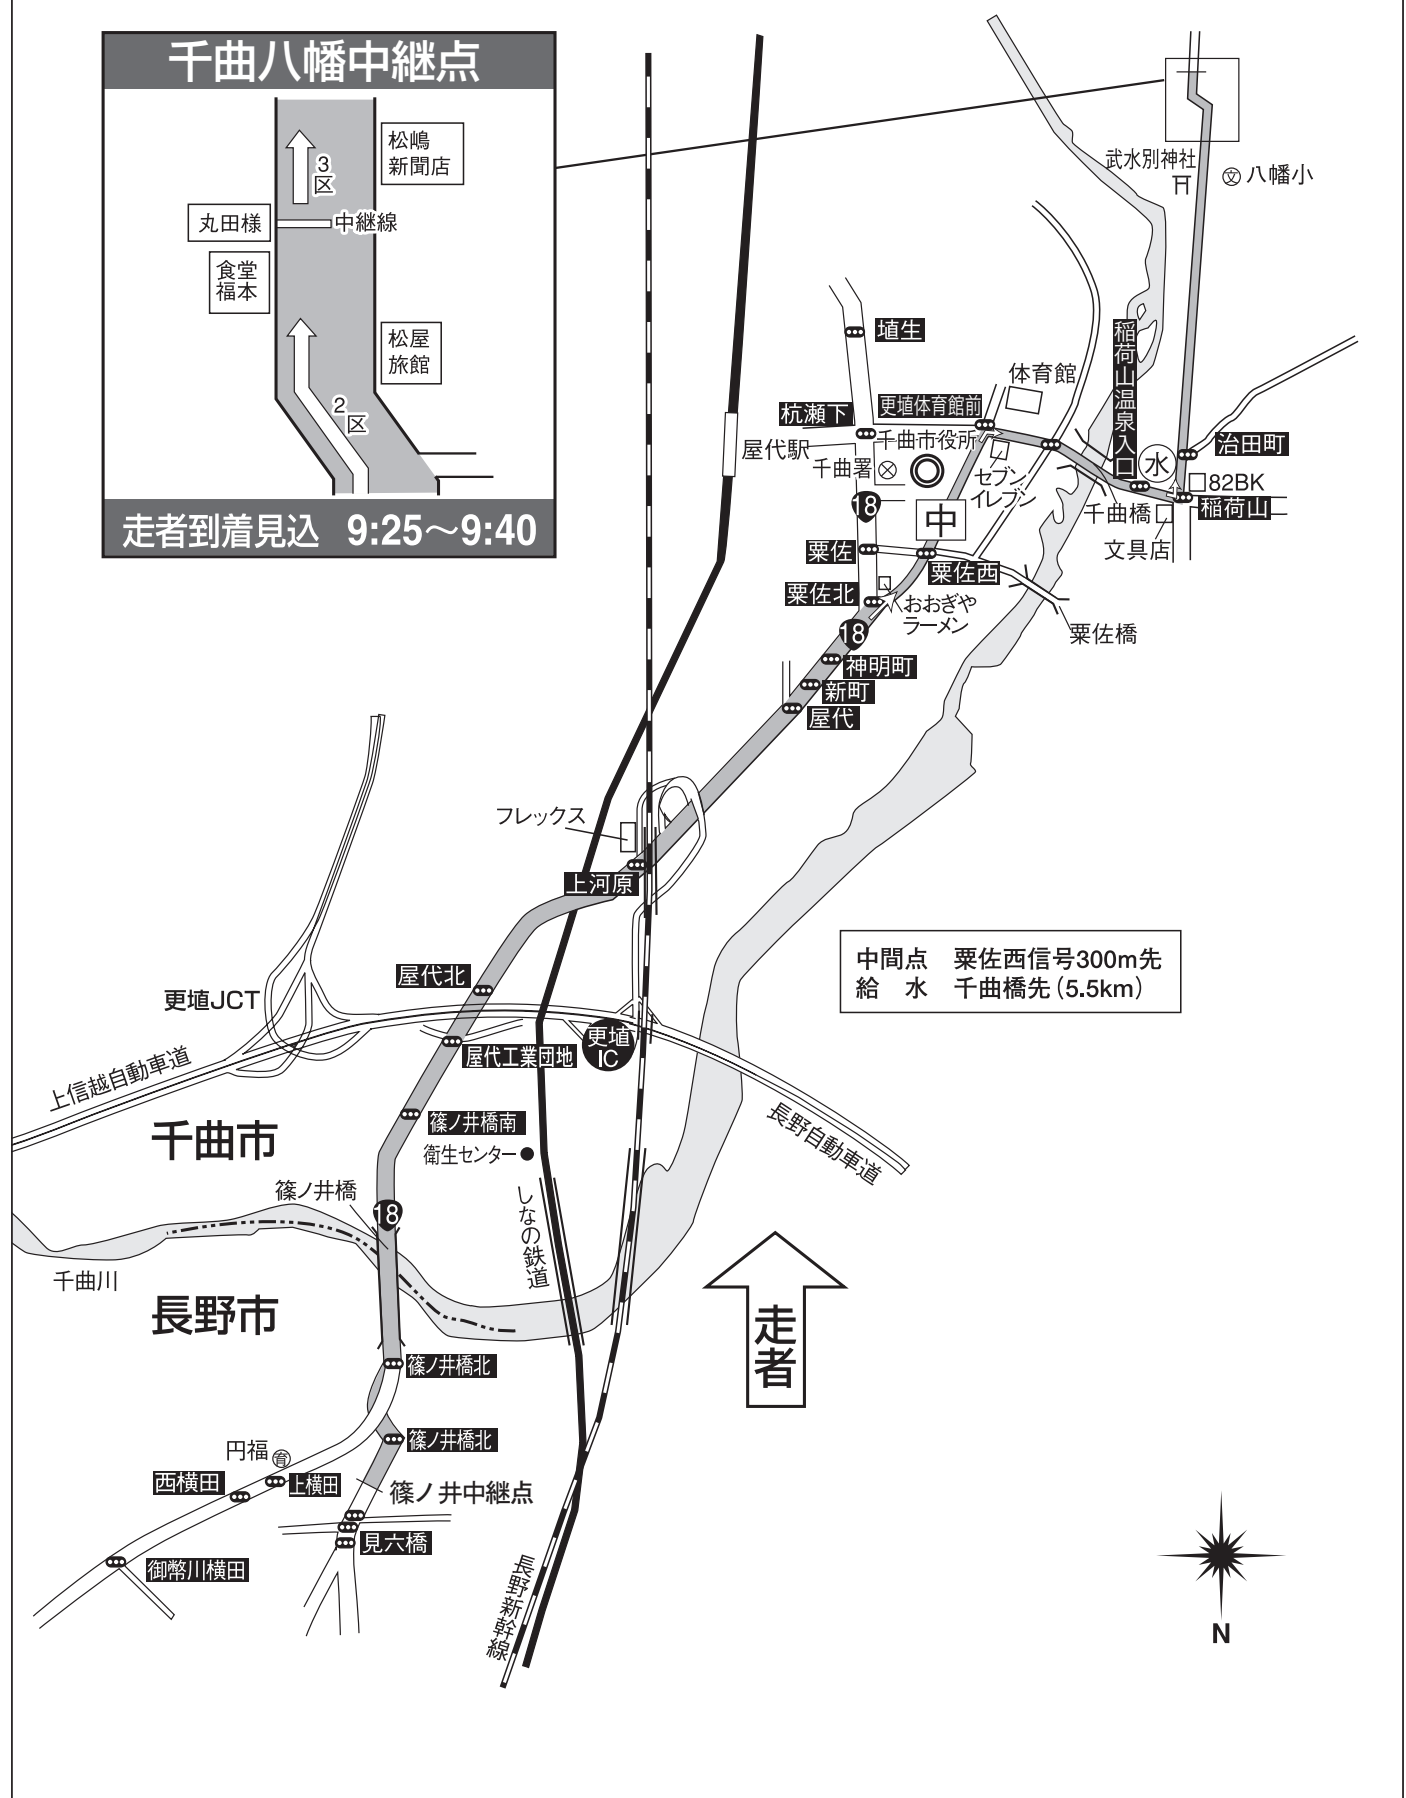 千曲八幡中継点
松嶋
新聞店
3
区
丸田様
中継線
食堂
福本
松屋
旅館
2
区
走者到着見込 9:25〜9:40
武水別神社
文 八幡小
埴生
稲荷山温泉入口
体育館
杭瀬下
更埴体育館前
屋代駅
千曲市役所
治田町
千曲署
セブン
イレブン
水
82BK
18
中
千曲橋
稲荷山
文具店
粟佐
粟佐西
粟佐北
おおぎや
ラーメン
粟佐橋
18
神明町
新町
屋代
フレックス
上河原
中間点 粟佐西信号300m先
給 水 千曲橋先(5.5km)
屋代北
更埴JCT
更埴
IC
屋代工業団地
上信越自動車道
長野自動車道
千曲市
篠ノ井橋南
衛生センター
篠ノ井橋
18
しなの鉄道
千曲川
長野市
走者
篠ノ井橋北
篠ノ井橋北
円福 育
西横田
上横田
篠ノ井中継点
見六橋
御幣川横田
長野新幹線
N